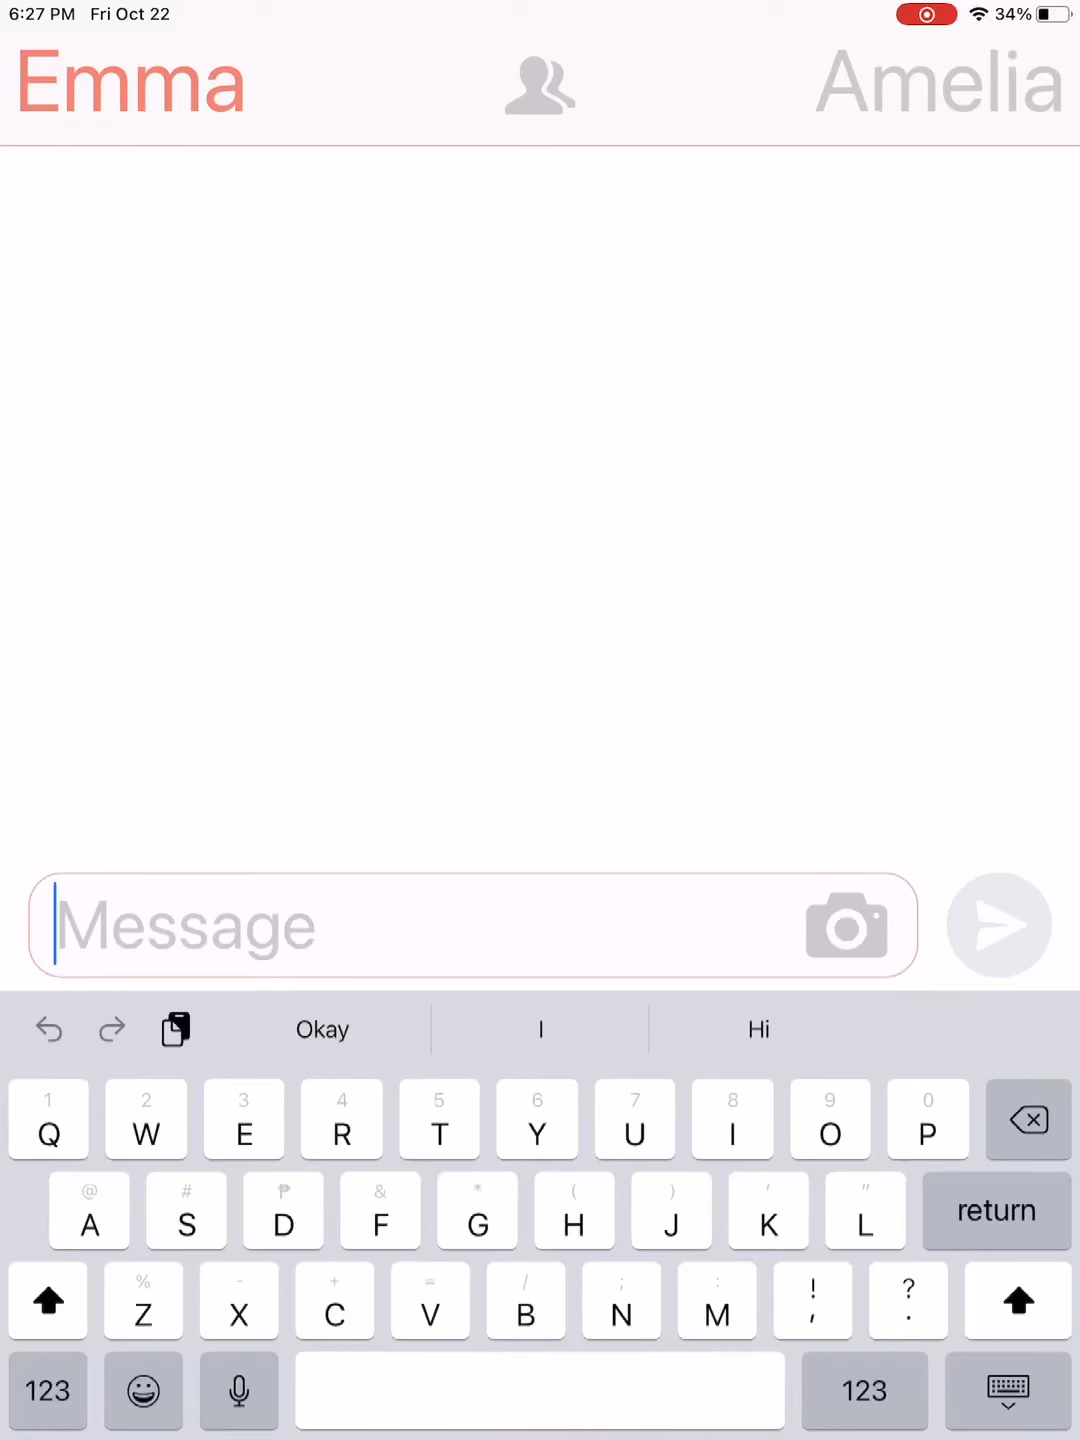 6:27 PM Fri Oct 22 34%
Emma Amelia
Message
Okay I Hi
1 2 3 4 5 6 7 8 9 0
Q W E R T Y U I O P
@ # ₱ & * ( ) ' "
A S D F G H J K L return
% - + = / ; : ! ?
Z X C V B N M , .
123 123